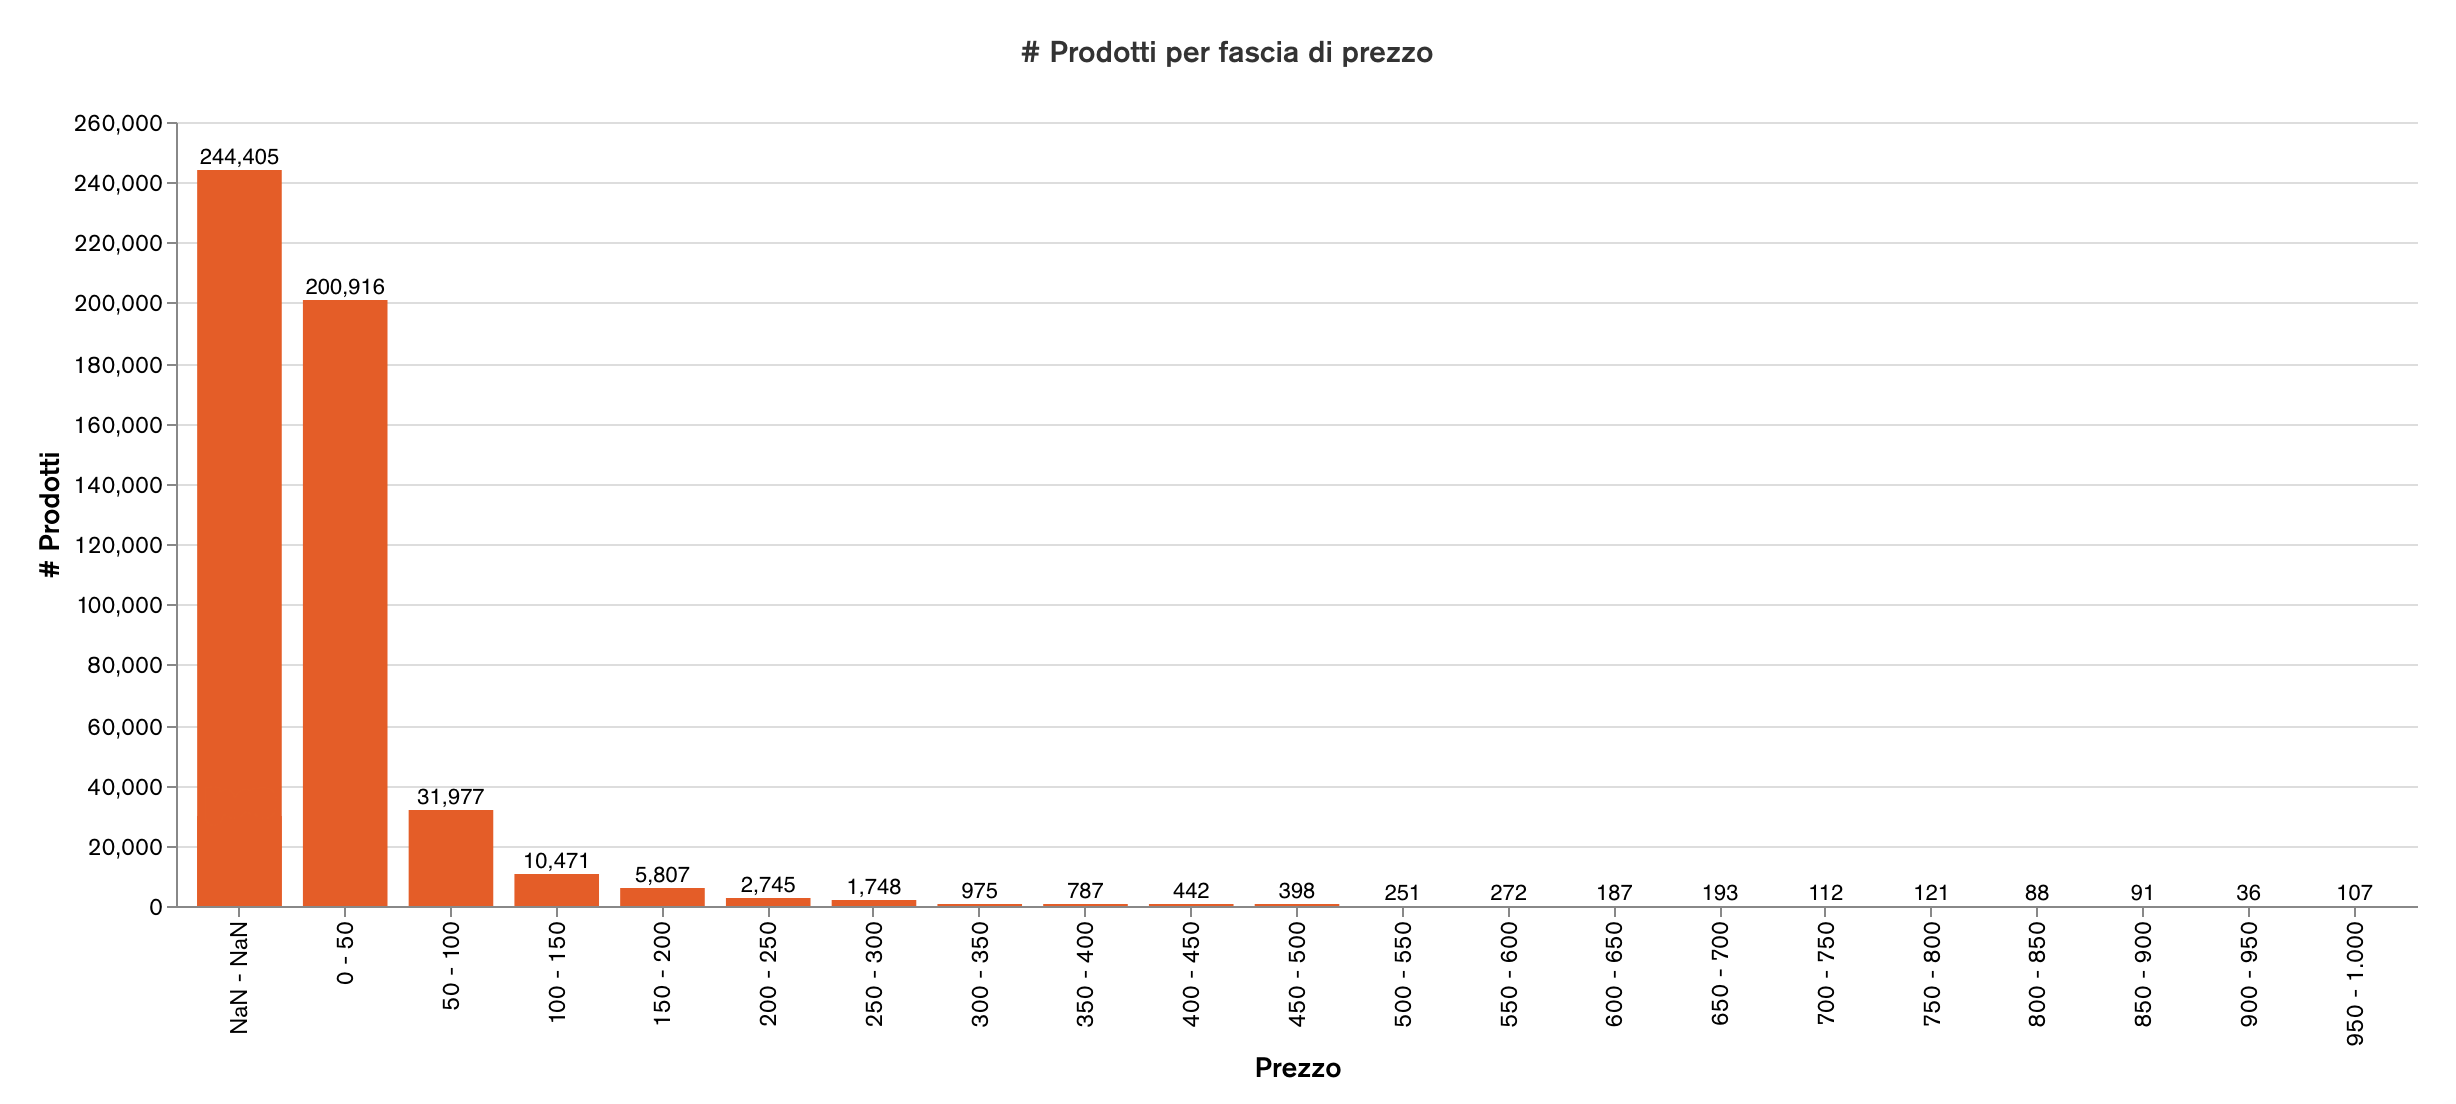 # Prodotti per fascia di prezzo
# Prodotti
260,000
240,000
220,000
200,000
180,000
160,000
140,000
120,000
100,000
80,000
60,000
40,000
20,000
0
244,405
200,916
31,977
10,471
5,807
2,745
1,748
975
787
442
398
251
272
187
193
112
121
88
91
36
107
NaN - NaN
0 - 50
50 - 100
100 - 150
150 - 200
200 - 250
250 - 300
300 - 350
350 - 400
400 - 450
450 - 500
500 - 550
550 - 600
600 - 650
650 - 700
700 - 750
750 - 800
800 - 850
850 - 900
900 - 950
950 - 1.000
Prezzo